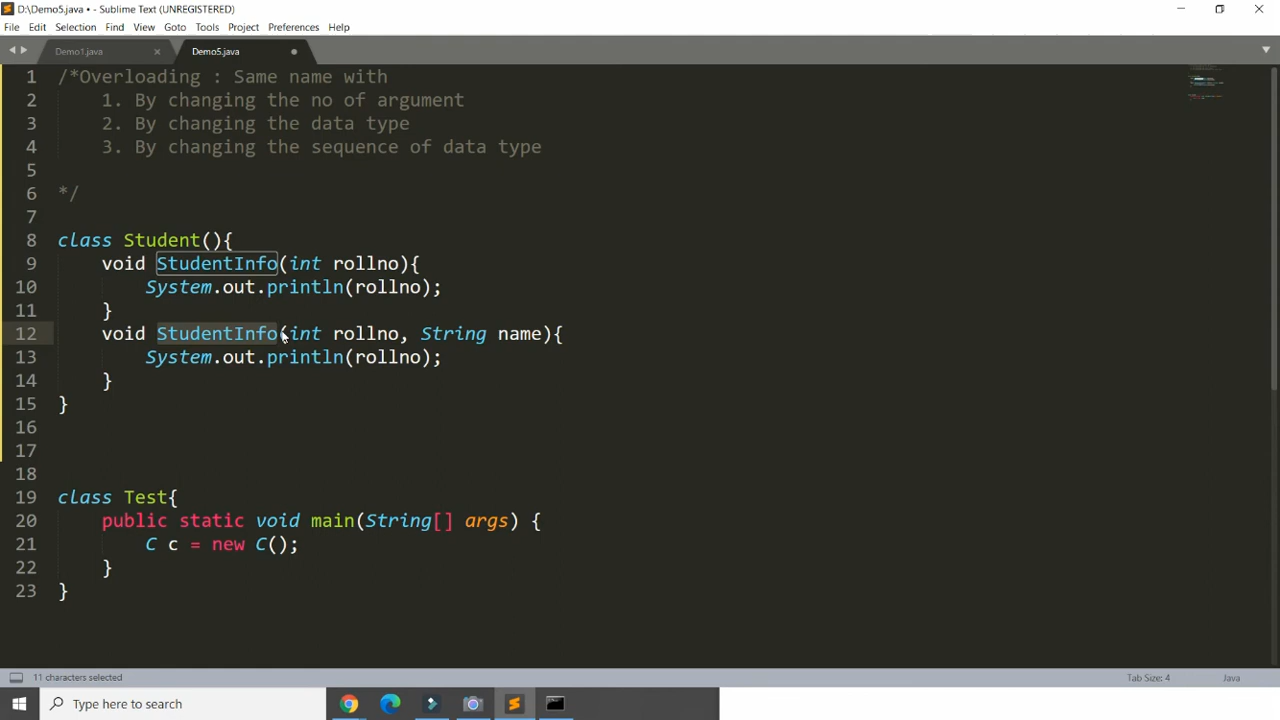 D:\Demo5.java • - Sublime Text (UNREGISTERED)
File Edit Selection Find View Goto Tools Project Preferences Help
Demo1.java × Demo5.java
1 /*Overloading : Same name with
2 1. By changing the no of argument
3 2. By changing the data type
4 3. By changing the sequence of data type
5
6 */
7
8 class Student(){
9 void StudentInfo(int rollno){
10 System.out.println(rollno);
11 }
12 void StudentInfo(int rollno, String name){
13 System.out.println(rollno);
14 }
15 }
16
17
18
19 class Test{
20 public static void main(String[] args) {
21 C c = new C();
22 }
23 }
11 characters selected Tab Size: 4 Java
Type here to search